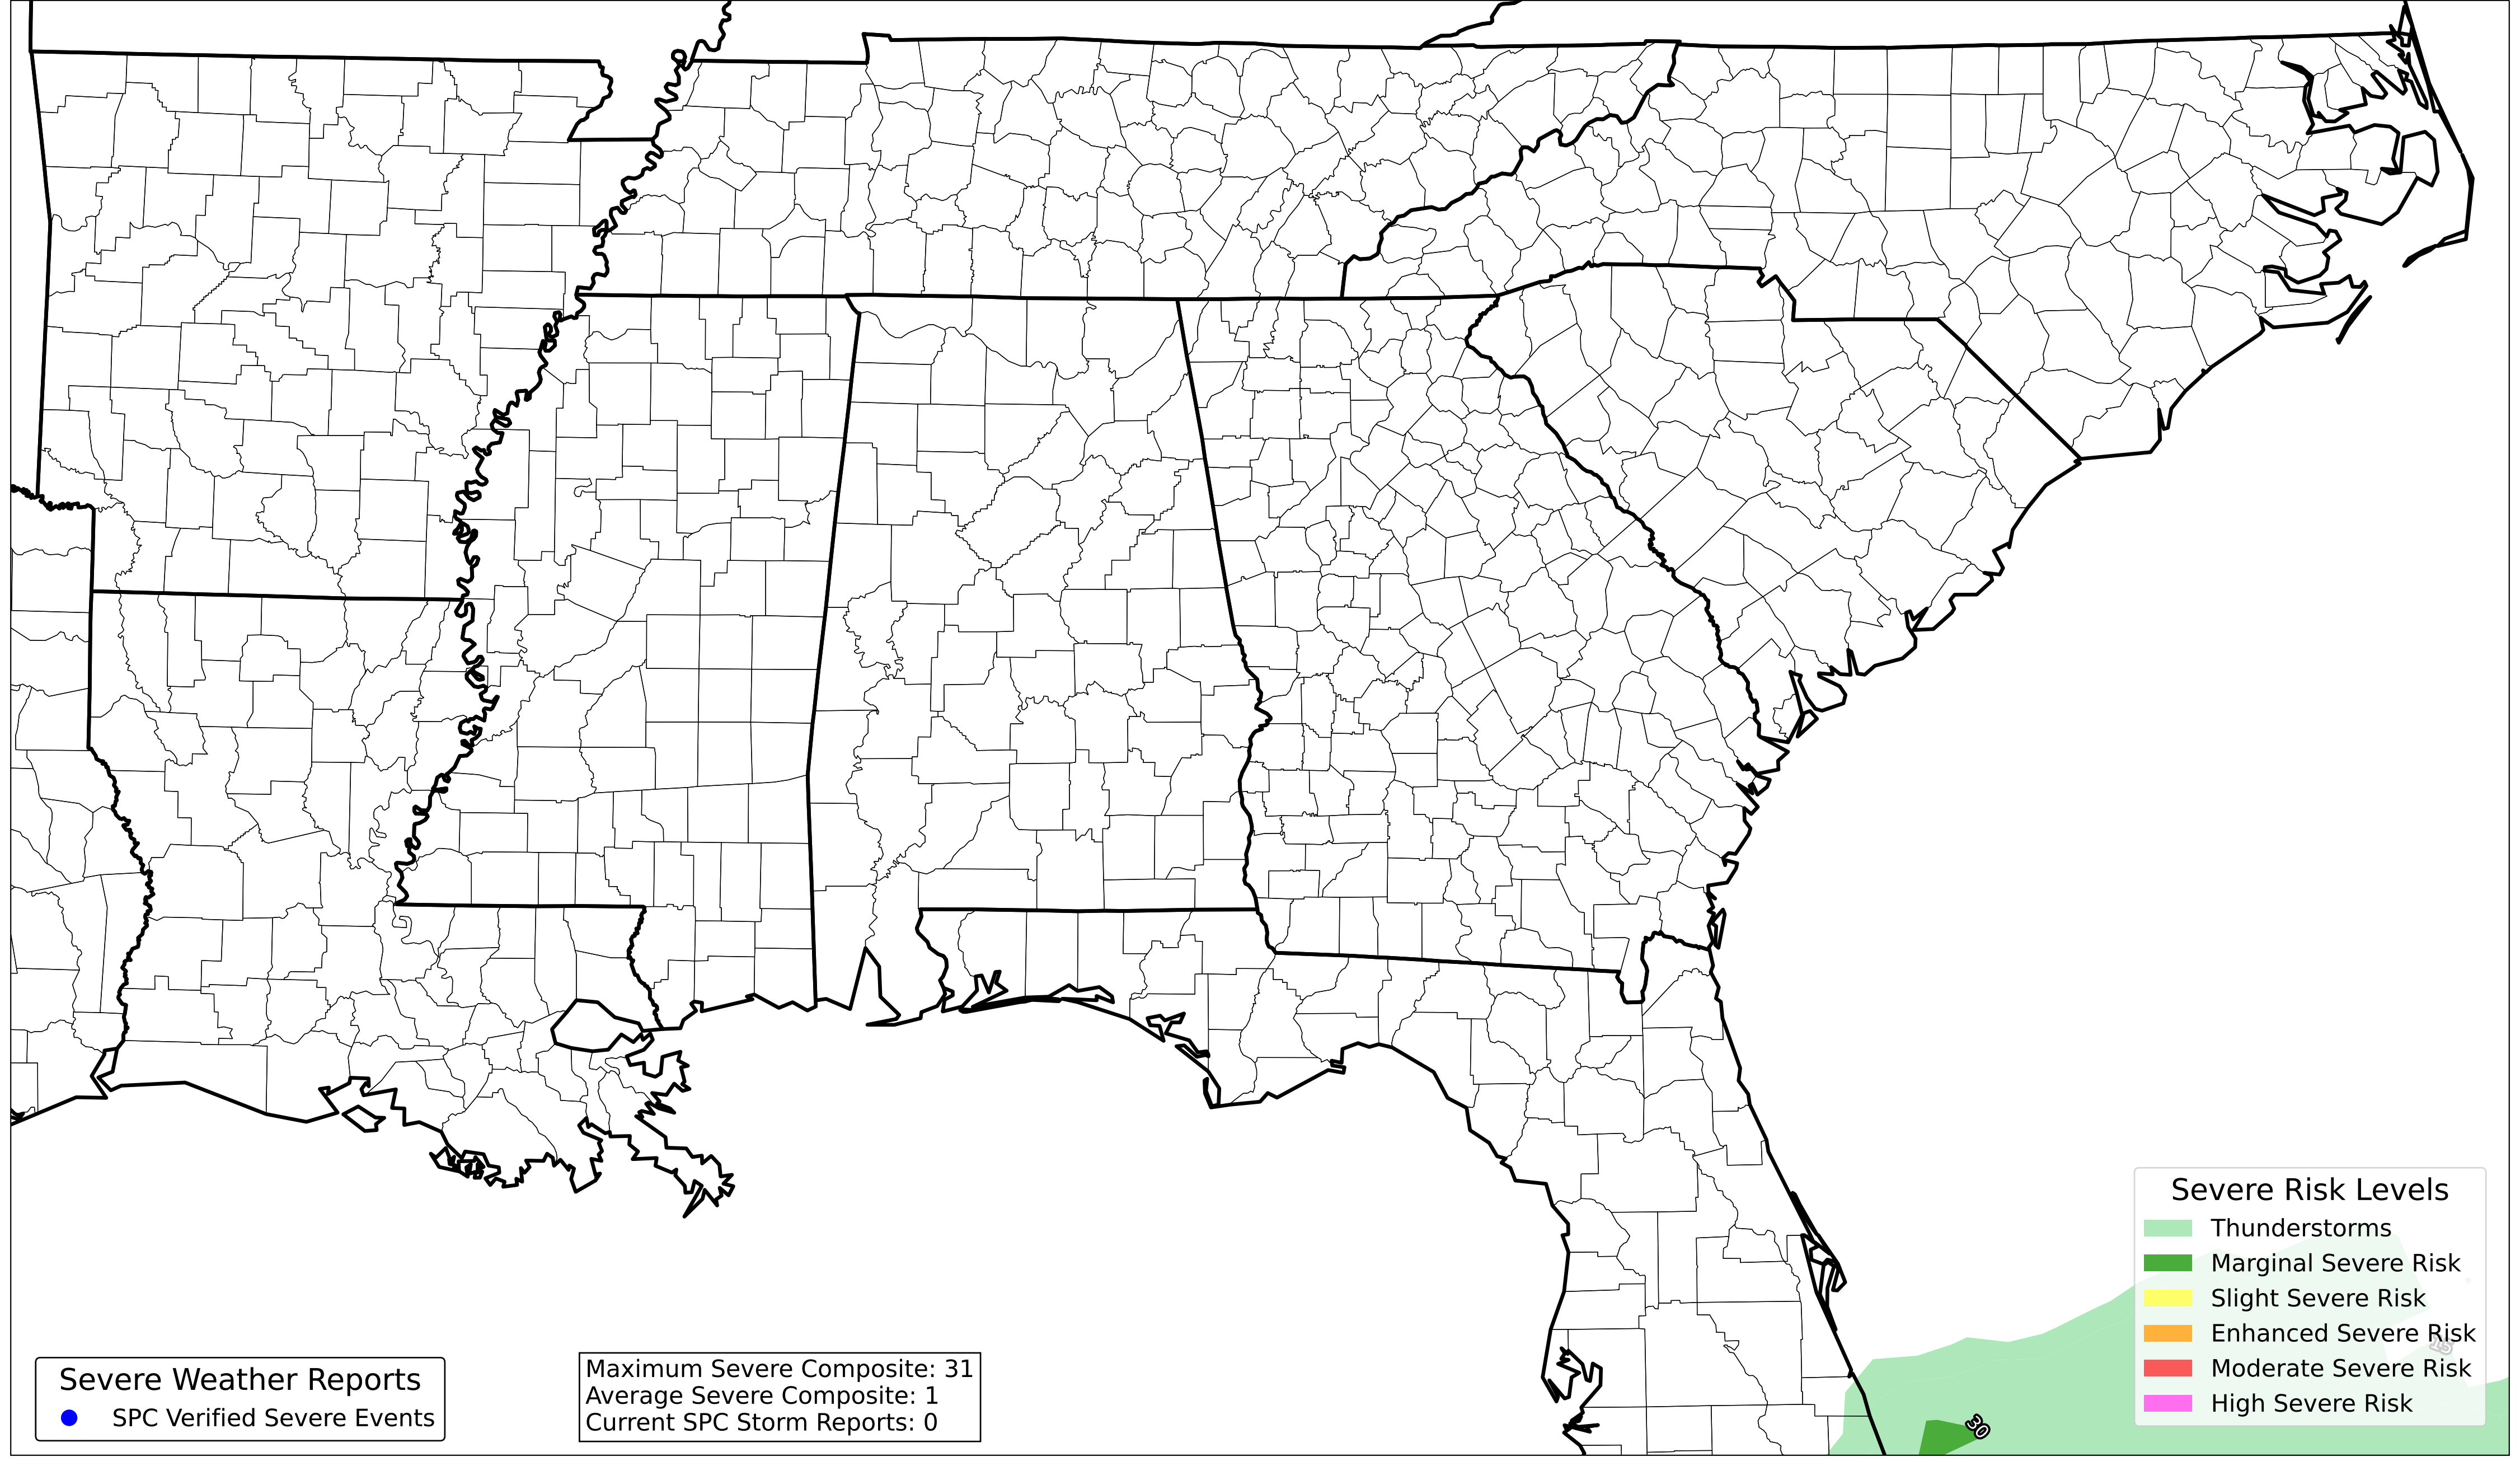 Severe Risk Levels
Thunderstorms
Marginal Severe Risk
Slight Severe Risk
Enhanced Severe Risk
Moderate Severe Risk
High Severe Risk
15
30
Severe Weather Reports
SPC Verified Severe Events
Maximum Severe Composite: 31
Average Severe Composite: 1
Current SPC Storm Reports: 0